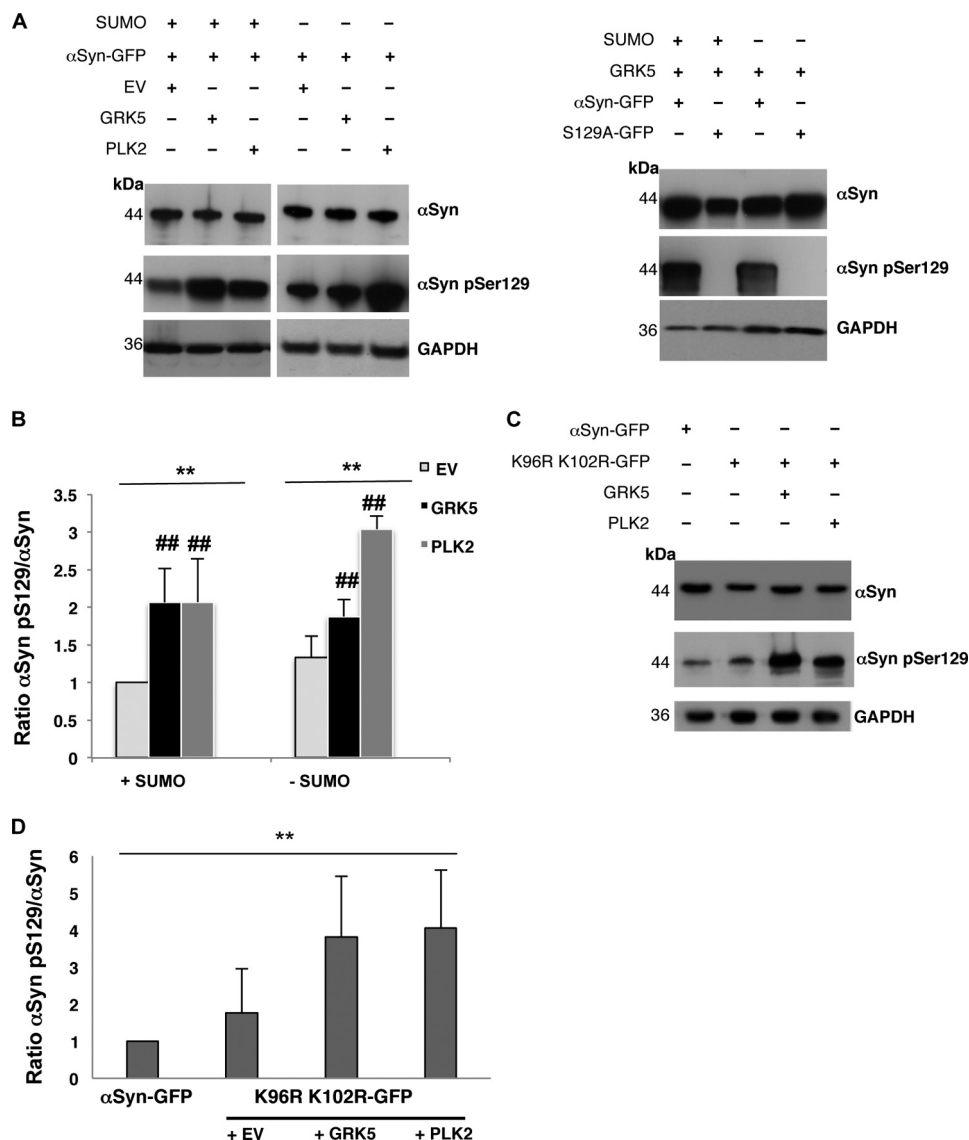 A
SUMO + + + – – –
αSyn-GFP + + + + + +
EV + – – + – –
GRK5 – + – – + –
PLK2 – – + – – +
kDa
44 αSyn
44 αSyn pSer129
36 GAPDH
SUMO + + – –
GRK5 + + + +
αSyn-GFP + – + –
S129A-GFP – + – +
kDa
44 αSyn
44 αSyn pSer129
36 GAPDH
B
Ratio αSyn pS129/αSyn
3.5
3
2.5
2
1.5
1
0.5
0
** **
## ## ## ##
EV
GRK5
PLK2
+ SUMO - SUMO
C
αSyn-GFP + – – –
K96R K102R-GFP – + + +
GRK5 – – + –
PLK2 – – – +
kDa
44 αSyn
44 αSyn pSer129
36 GAPDH
D
Ratio αSyn pS129/αSyn
6
5
4
3
2
1
0
**
αSyn-GFP K96R K102R-GFP
+ EV + GRK5 + PLK2